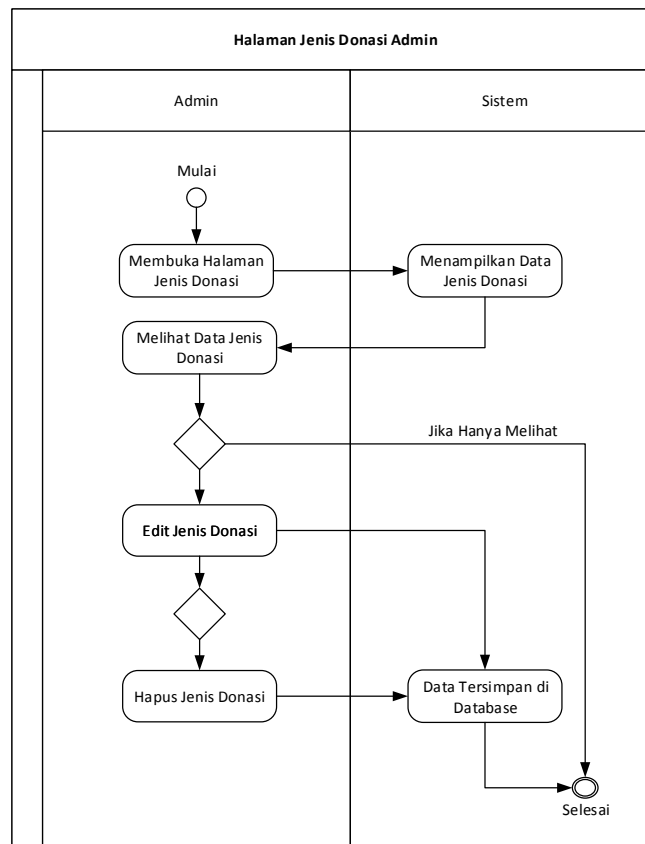 Halaman Jenis Donasi Admin
Admin
Sistem
Mulai
Membuka Halaman
Jenis Donasi
Menampilkan Data
Jenis Donasi
Melihat Data Jenis
Donasi
Jika Hanya Melihat
Edit Jenis Donasi
Hapus Jenis Donasi
Data Tersimpan di
Database
Selesai